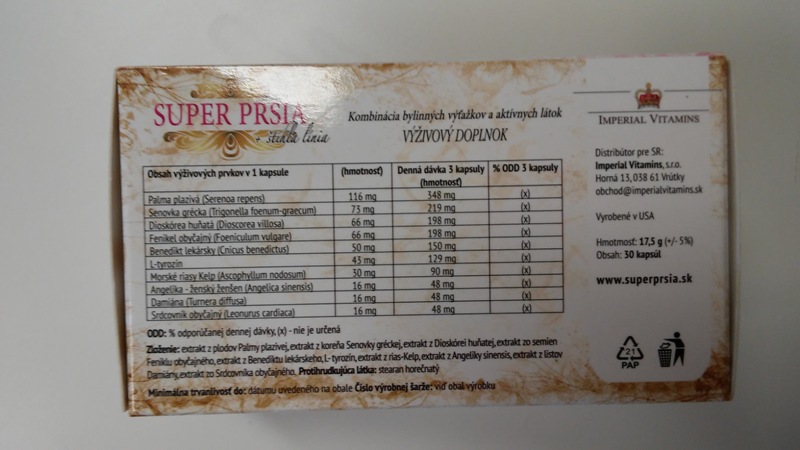 SUPER PRSIA
+ štíhla línia
Kombinácia bylinných výťažkov a aktívnych látok
VÝŽIVOVÝ DOPLNOK
IMPERIAL VITAMINS
Obsah výživových prvkov v 1 kapsule (hmotnosť) Denná dávka 3 kapsuly (hmotnosť) % ODD 3 kapsuly
Palma plazivá (Serenoa repens) 116 mg 348 mg (x)
Senovka grécka (Trigonella foenum-graecum) 73 mg 219 mg (x)
Dioskórea huňatá (Dioscorea villosa) 66 mg 198 mg (x)
Fenikel obyčajný (Foeniculum vulgare) 66 mg 198 mg (x)
Benedikt lekársky (Cnicus benedictus) 50 mg 150 mg (x)
L-tyrozín 43 mg 129 mg (x)
Morské riasy Kelp (Ascophyllum nodosum) 30 mg 90 mg (x)
Angelika - ženský ženšen (Angelica sinensis) 16 mg 48 mg (x)
Damiána (Turnera diffusa) 16 mg 48 mg (x)
Srdcovník obyčajný (Leonurus cardiaca) 16 mg 48 mg (x)
ODD: % odporúčanej dennej dávky, (x) - nie je určená
Zloženie: extrakt z plodov Palmy plazivej, extrakt z koreňa Senovky gréckej, extrakt z Dioskórei huňatej, extrakt zo semien
Feniklu obyčajného, extrakt z Benediktu lekárskeho, L- tyrozín, extrakt z rias-Kelp, extrakt z Angeliky sinensis, extrakt z listov
Damiány, extrakt zo Srdcovníka obyčajného, Protihrudkujúca látka: stearan horečnatý
Minimálna trvanlivosť do: dátumu uvedeného na obale Číslo výrobnej šarže: viď obal výrobku
Distribútor pre SR:
Imperial Vitamins, s.r.o.
Horná 13, 038 61 Vrútky
obchod@imperialvitamins.sk
Vyrobené v USA
Hmotnosť: 17,5 g (+/- 5%)
Obsah: 30 kapsúl
www.superprsia.sk
21
PAP